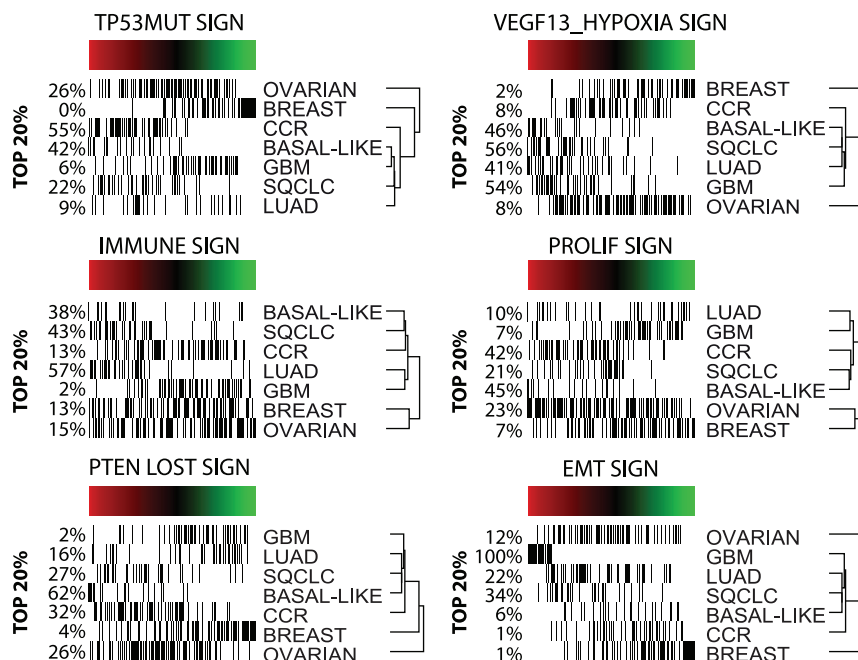 TP53MUT SIGN
TOP 20%
26% OVARIAN
0% BREAST
55% CCR
42% BASAL-LIKE
6% GBM
22% SQCLC
9% LUAD
VEGF13_HYPOXIA SIGN
TOP 20%
2% BREAST
8% CCR
46% BASAL-LIKE
56% SQCLC
41% LUAD
54% GBM
8% OVARIAN
IMMUNE SIGN
TOP 20%
38% BASAL-LIKE
43% SQCLC
13% CCR
57% LUAD
2% GBM
13% BREAST
15% OVARIAN
PROLIF SIGN
TOP 20%
10% LUAD
7% GBM
42% CCR
21% SQCLC
45% BASAL-LIKE
23% OVARIAN
7% BREAST
PTEN LOST SIGN
TOP 20%
2% GBM
16% LUAD
27% SQCLC
62% BASAL-LIKE
32% CCR
4% BREAST
26% OVARIAN
EMT SIGN
TOP 20%
12% OVARIAN
100% GBM
22% LUAD
34% SQCLC
6% BASAL-LIKE
1% CCR
1% BREAST